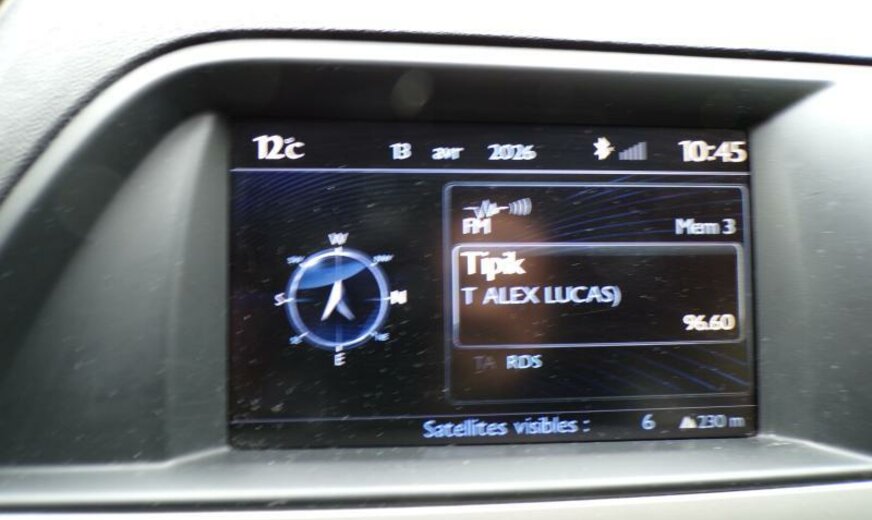 12°C 13 avr 2026 10:45
FM Mem 3
Tipik
T ALEX LUCAS)
96.60
TA RDS
W
S N
E
Satellites visibles : 6 230 m